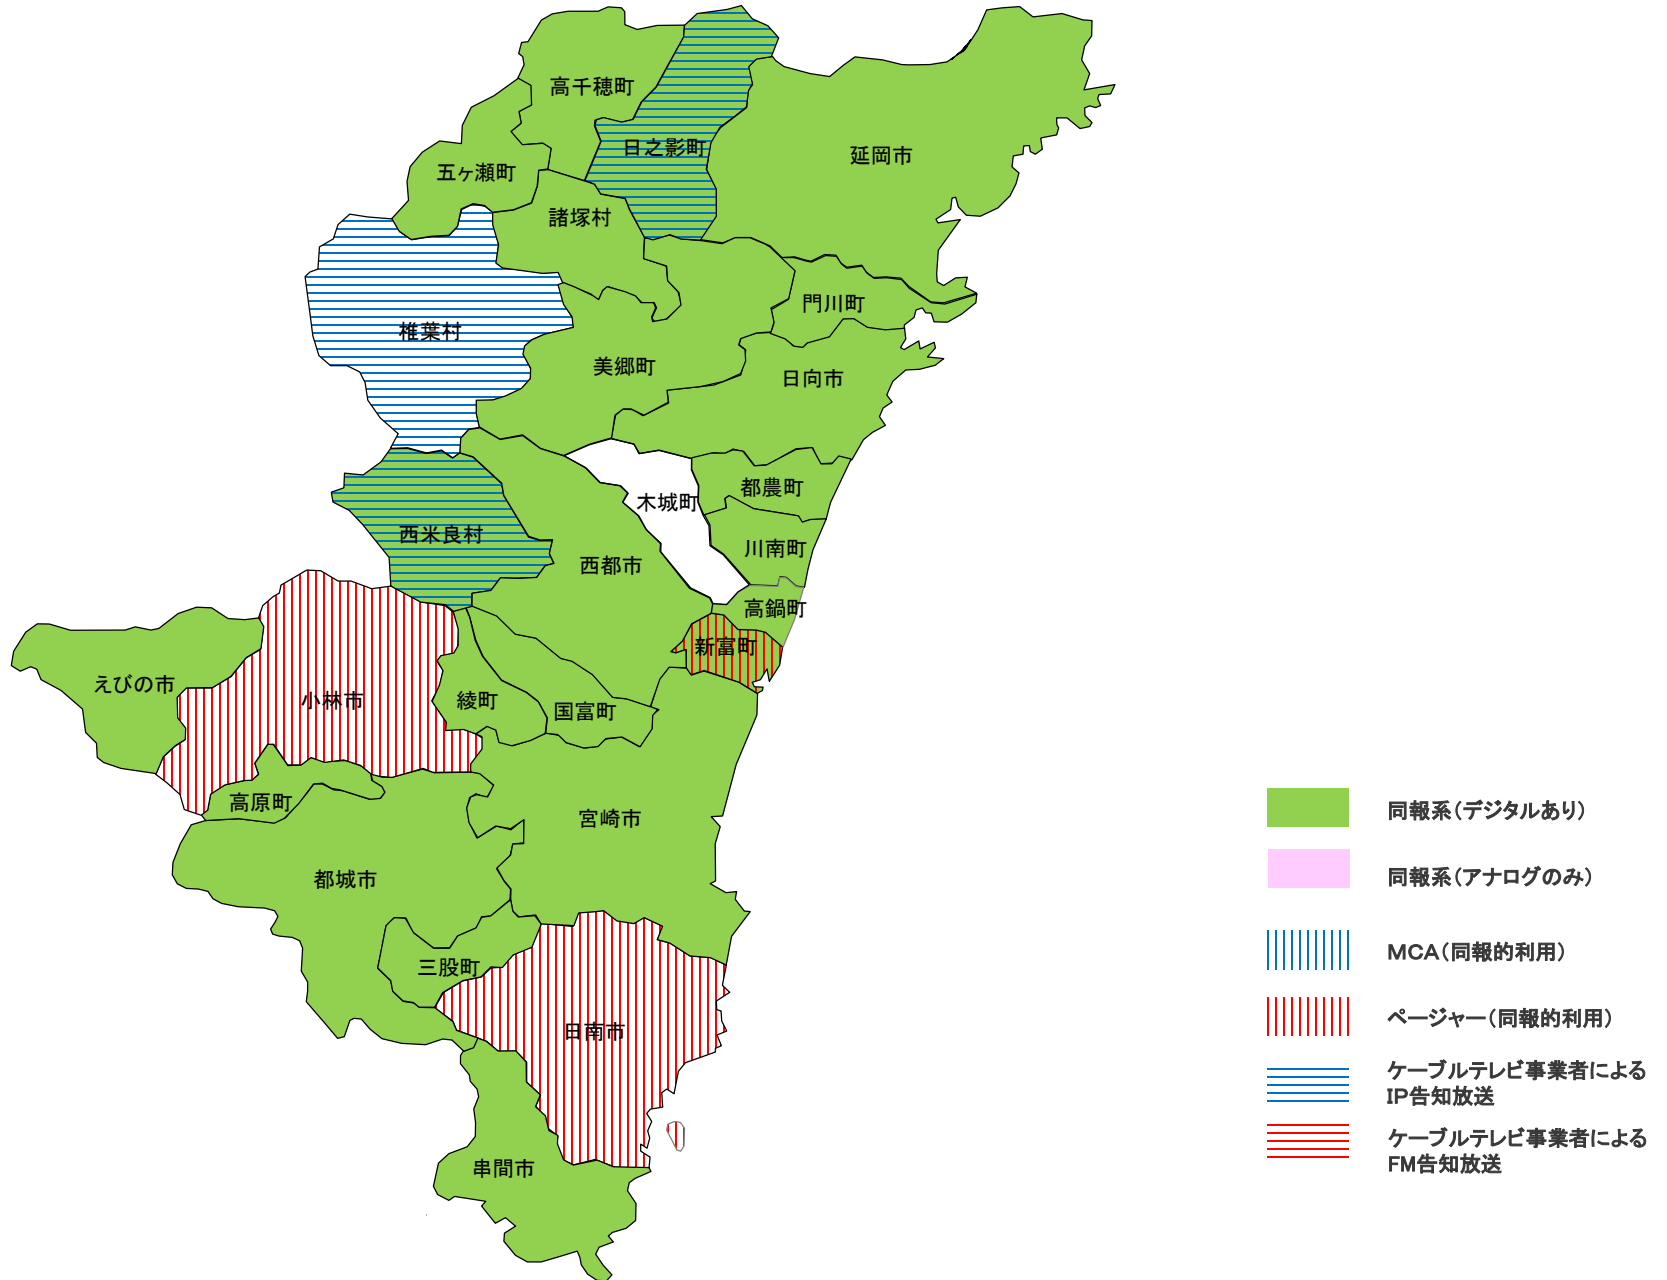 高千穂町
日之影町
延岡市
五ヶ瀬町
諸塚村
門川町
椎葉村
美郷町
日向市
都農町
木城町
西米良村
川南町
西都市
高鍋町
新富町
えびの市
小林市
綾町
国富町
高原町
宮崎市
都城市
三股町
日南市
串間市
同報系（デジタルあり）
同報系（アナログのみ）
MCA（同報的利用）
ページャー（同報的利用）
ケーブルテレビ事業者による
IP告知放送
ケーブルテレビ事業者による
FM告知放送